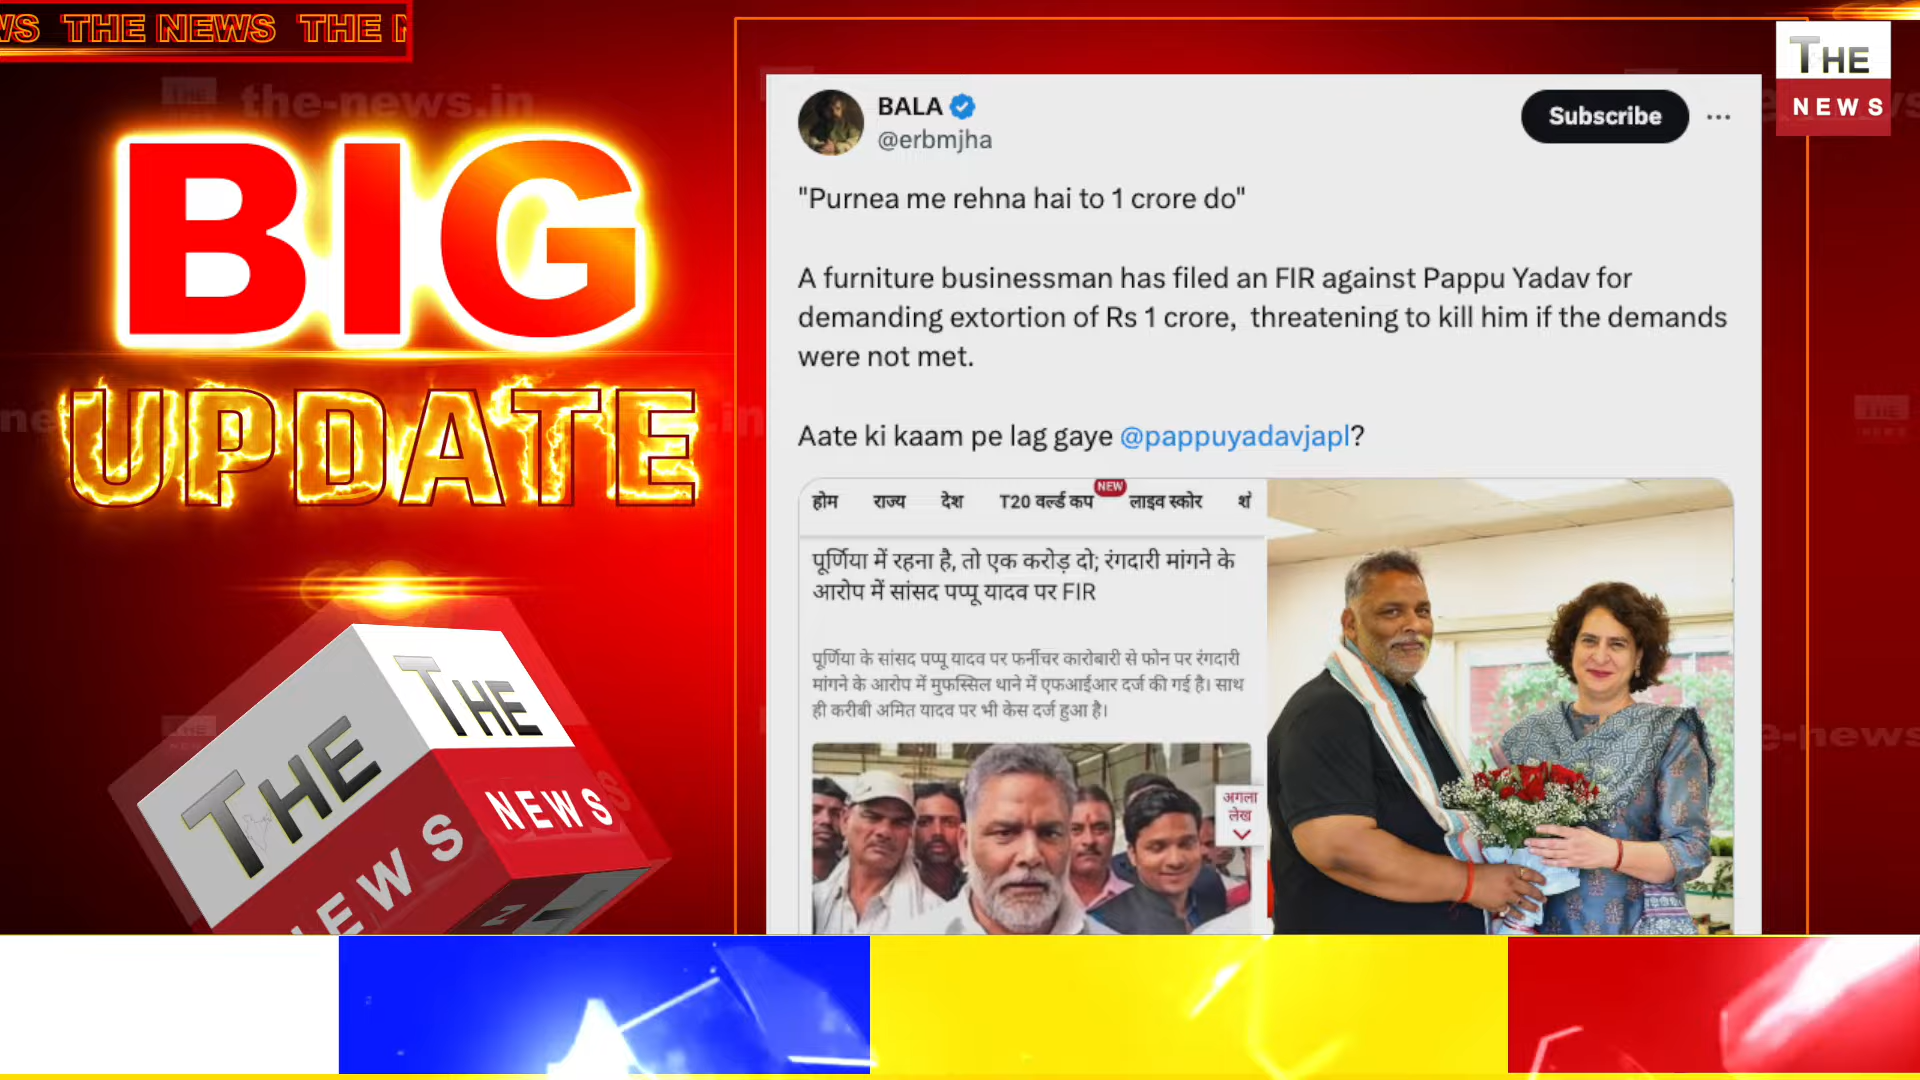 WS THE NEWS THE N
the-news.in
BIG
UPDATE
THE
NEWS
THE
NEWS
THE
NEWS
BALA
@erbmjha
Subscribe
"Purnea me rehna hai to 1 crore do"
A furniture businessman has filed an FIR against Pappu Yadav for
demanding extortion of Rs 1 crore, threatening to kill him if the demands
were not met.
Aate ki kaam pe lag gaye @pappuyadavjapl?
होम राज्य देश T20 वर्ल्ड कप NEW लाइव स्कोर शं
पूर्णिया में रहना है, तो एक करोड़ दो; रंगदारी मांगने के
आरोप में सांसद पप्पू यादव पर FIR
पूर्णिया के सांसद पप्पू यादव पर फर्नीचर कारोबारी से फोन पर रंगदारी
मांगने के आरोप में मुफस्सिल थाने में एफआईआर दर्ज की गई है। साथ
ही करीबी अमित यादव पर भी केस दर्ज हुआ है।
अगला
लेख